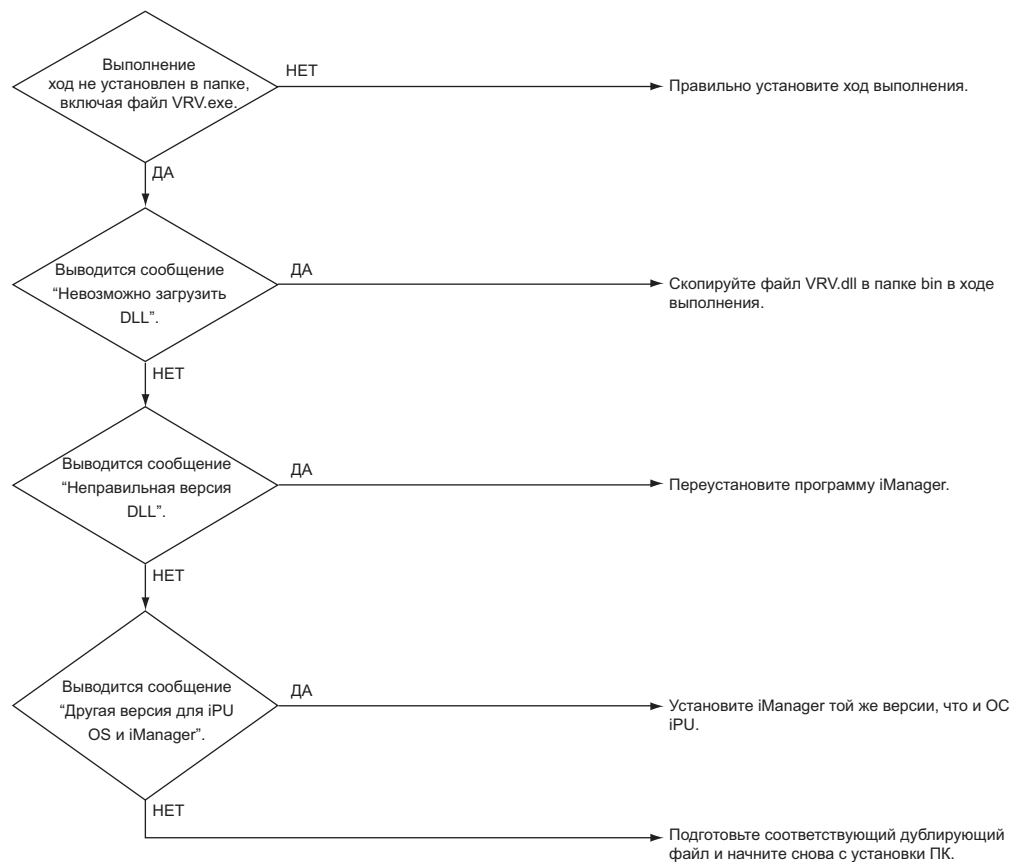 Выполнение
ход не установлен в папке,
включая файл VRV.exe.
НЕТ
Правильно установите ход выполнения.
ДА
Выводится сообщение
“Невозможно загрузить
DLL”.
ДА
Скопируйте файл VRV.dll в папке bin в ходе
выполнения.
НЕТ
Выводится сообщение
“Неправильная версия
DLL”.
ДА
Переустановите программу iManager.
НЕТ
Выводится сообщение
“Другая версия для iPU
OS и iManager”.
ДА
Установите iManager той же версии, что и ОС
iPU.
НЕТ
Подготовьте соответствующий дублирующий
файл и начните снова с установки ПК.